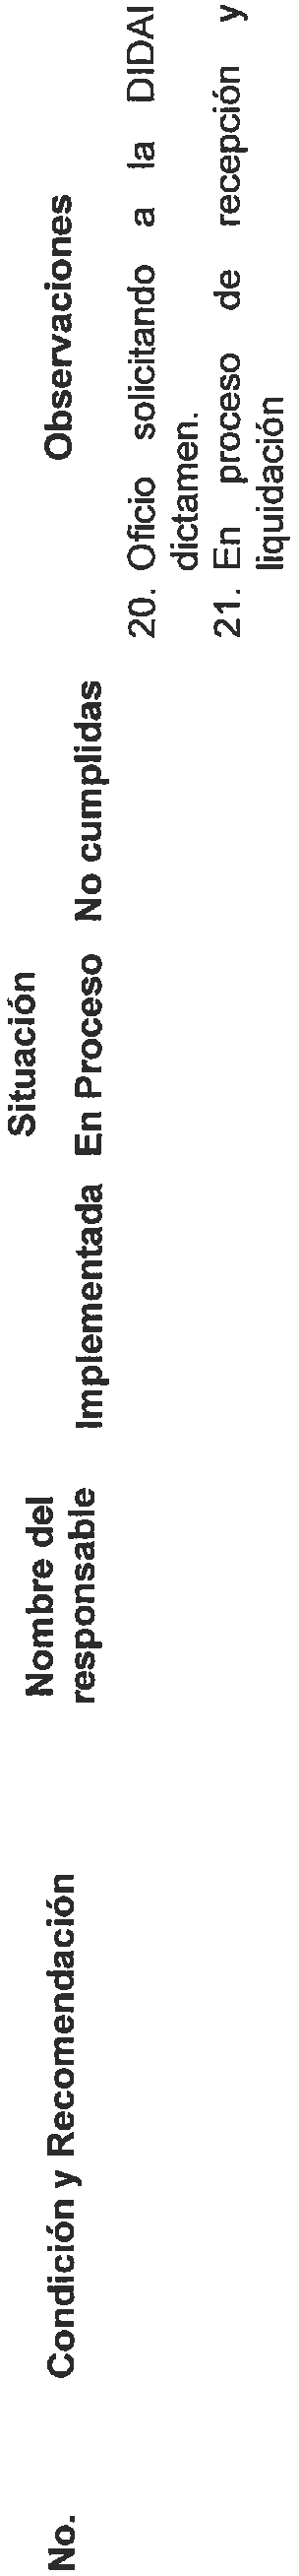 No.
Condición y Recomendación
Nombre del
responsable
Situación
Implementada En Proceso No cumplidas
Observaciones
20. Oficio solicitando a la DIDAI
dictamen.
21. En proceso de recepción y
liquidación